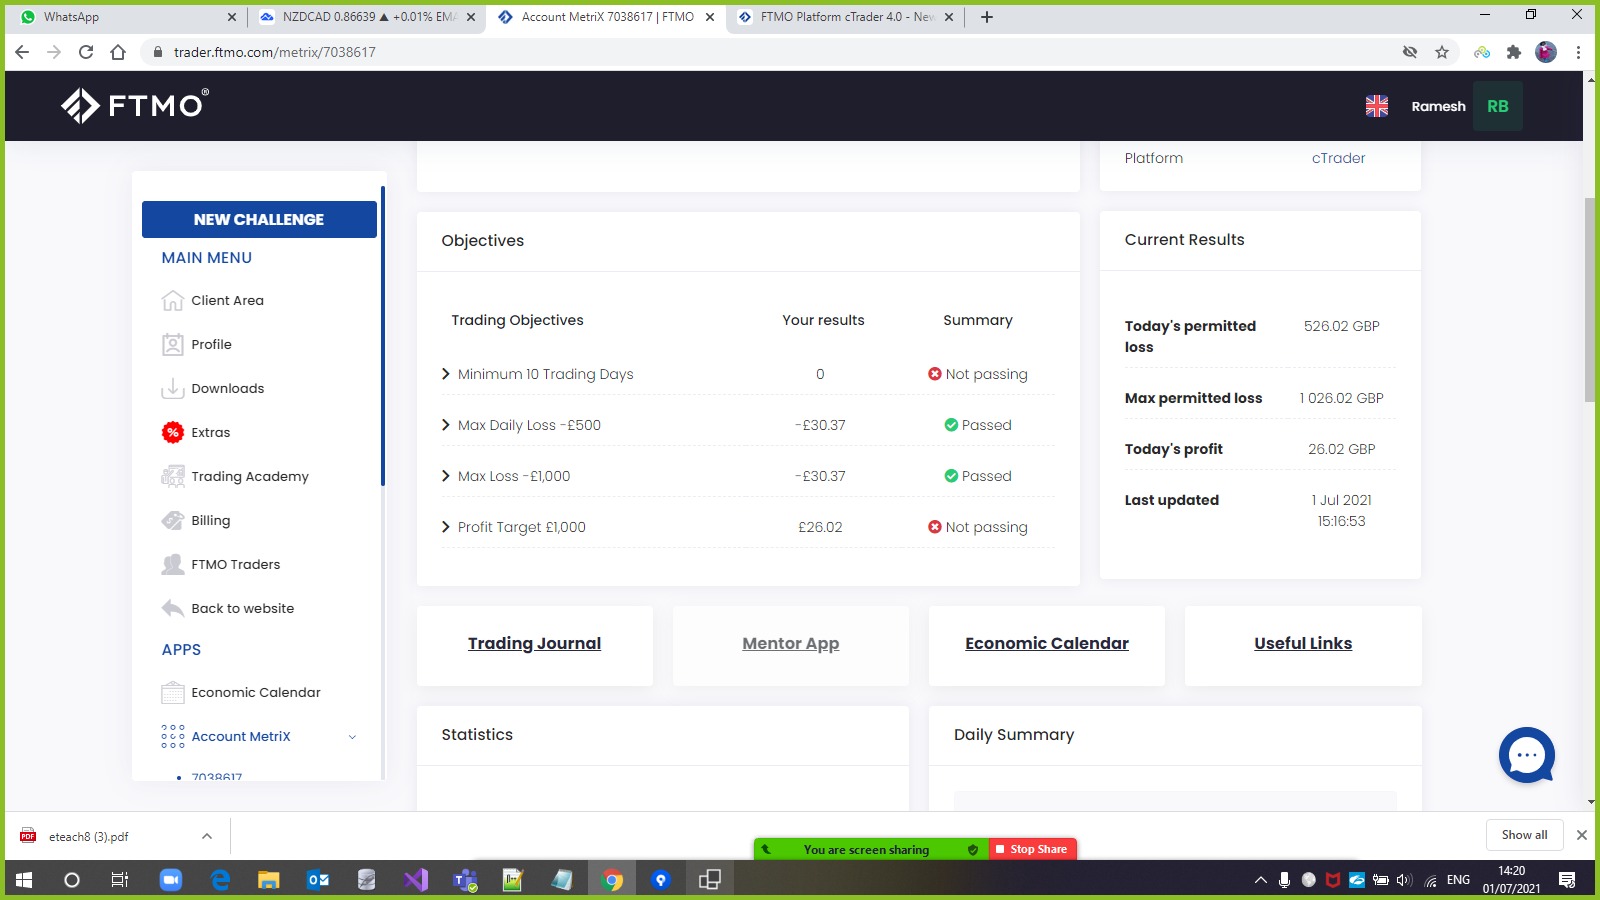 WhatsApp
NZDCAD 0.86639 ▲ +0.01% EMA
Account MetriX 7038617 | FTMO
FTMO Platform cTrader 4.0 - New
trader.ftmo.com/metrix/7038617
FTMO®
Ramesh
RB
Platform
cTrader
NEW CHALLENGE
MAIN MENU
Client Area
Profile
Downloads
Extras
Trading Academy
Billing
FTMO Traders
Back to website
APPS
Economic Calendar
Account MetriX
7038617
Objectives
Trading Objectives Your results Summary
Minimum 10 Trading Days 0 Not passing
Max Daily Loss -£500 -£30.37 Passed
Max Loss -£1,000 -£30.37 Passed
Profit Target £1,000 £26.02 Not passing
Current Results
Today's permitted 526.02 GBP
loss
Max permitted loss 1 026.02 GBP
Today's profit 26.02 GBP
Last updated 1 Jul 2021
15:16:53
Trading Journal
Mentor App
Economic Calendar
Useful Links
Statistics
Daily Summary
PDF
eteach8 (3).pdf
Show all
You are screen sharing
Stop Share
ENG
14:20
01/07/2021